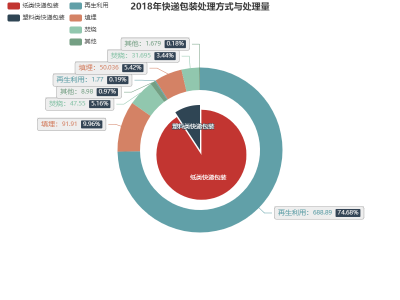 2018年快递包装处理方式与处理量
纸类快递包装
塑料类快递包装
再生利用
填埋
焚烧
其他
其他: 1.679 0.18%
焚烧: 31.695 3.44%
填埋: 50.036 5.42%
再生利用: 1.77 0.19%
其他: 8.98 0.97%
焚烧: 47.55 5.16%
填埋: 91.91 9.96%
塑料类快递包装
纸类快递包装
再生利用: 688.89 74.68%